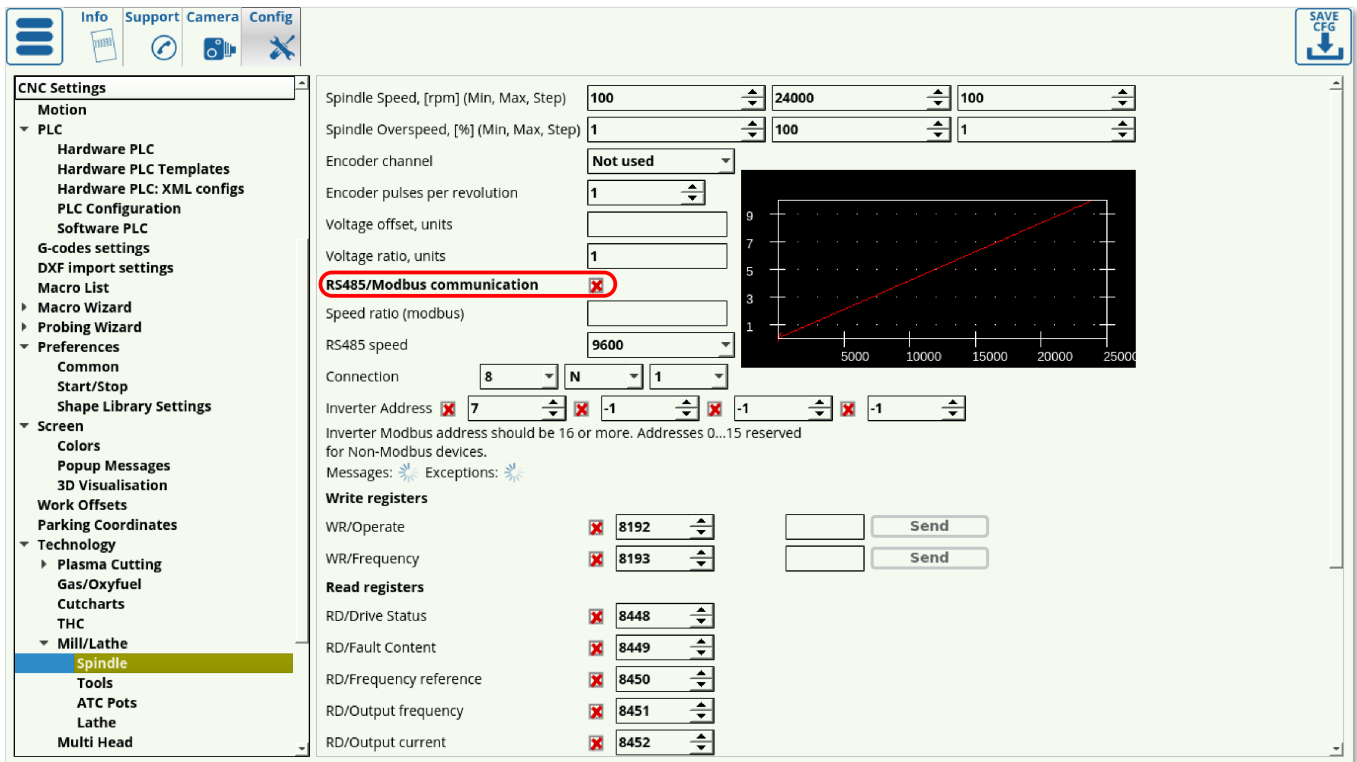 Info Support Camera Config
SAVE
CFG
CNC Settings
Motion
PLC
Hardware PLC
Hardware PLC Templates
Hardware PLC: XML configs
PLC Configuration
Software PLC
G-codes settings
DXF import settings
Macro List
Macro Wizard
Probing Wizard
Preferences
Common
Start/Stop
Shape Library Settings
Screen
Colors
Popup Messages
3D Visualisation
Work Offsets
Parking Coordinates
Technology
Plasma Cutting
Gas/Oxyfuel
Cutcharts
THC
Mill/Lathe
Spindle
Tools
ATC Pots
Lathe
Multi Head
Spindle Speed, [rpm] (Min, Max, Step) 100 24000 100
Spindle Overspeed, [%] (Min, Max, Step) 1 100 1
Encoder channel Not used
Encoder pulses per revolution 1
Voltage offset, units
Voltage ratio, units 1
RS485/Modbus communication
Speed ratio (modbus)
RS485 speed 9600
Connection 8 N 1
9
7
5
3
1
5000 10000 15000 20000 25000
Inverter Address 7 -1 -1 -1
Inverter Modbus address should be 16 or more. Addresses 0...15 reserved
for Non-Modbus devices.
Messages: Exceptions:
Write registers
WR/Operate 8192 Send
WR/Frequency 8193 Send
Read registers
RD/Drive Status 8448
RD/Fault Content 8449
RD/Frequency reference 8450
RD/Output frequency 8451
RD/Output current 8452